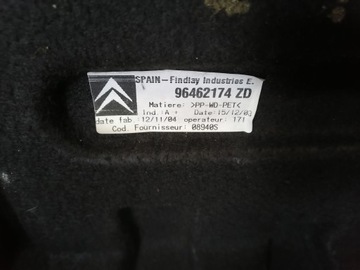 SPAIN-Findlay Industries E.
96462174 ZD
Matiere: >PP-WD-PET<
Ind.:A Date:15/12/03
date fab:12/11/04 operateur: 171
Cod. Fournisseur: 08940S